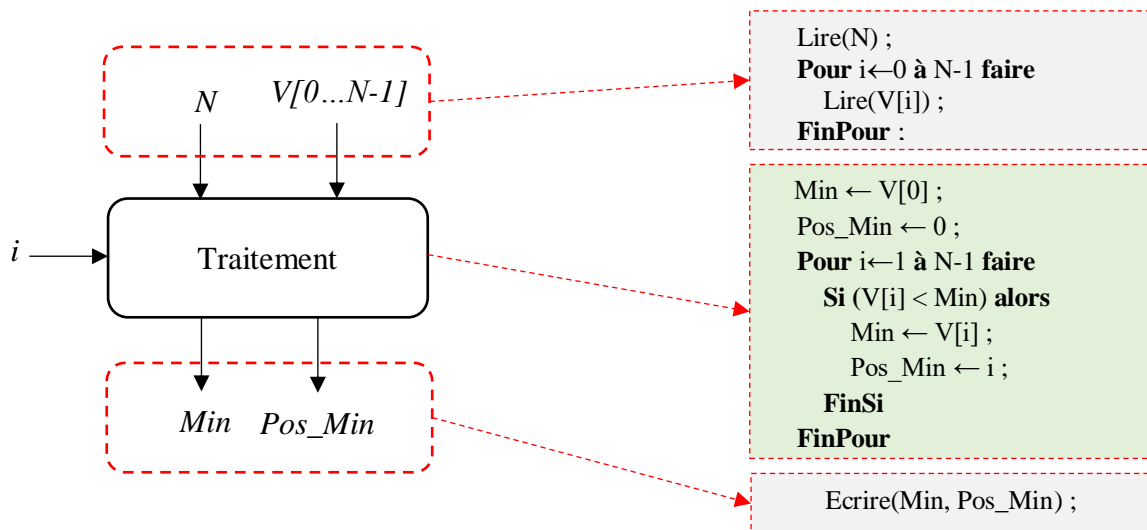 N
V[0...N-1]
i
Traitement
Min
Pos_Min
Lire(N) ;
Pour i←0 à N-1 faire
Lire(V[i]) ;
FinPour :
Min ← V[0] ;
Pos_Min ← 0 ;
Pour i←1 à N-1 faire
Si (V[i] < Min) alors
Min ← V[i] ;
Pos_Min ← i ;
FinSi
FinPour
Ecrire(Min, Pos_Min) ;